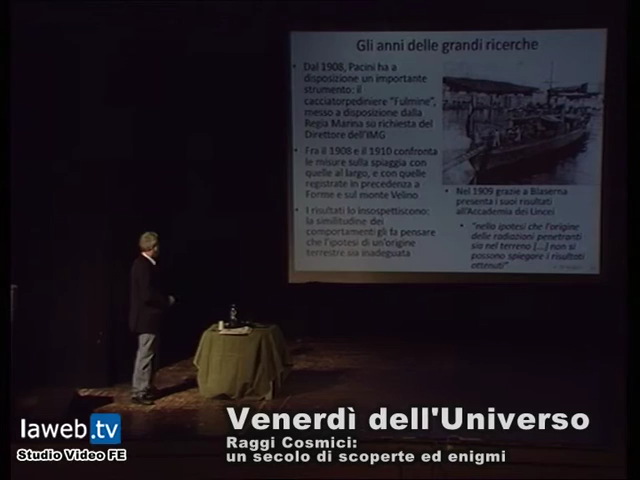 Gli anni delle grandi ricerche
• Dal 1908, Pacini ha a
disposizione un importante
strumento: il
cacciatorpediniere "Fulmine",
messo a disposizione dalla
Regia Marina su richiesta del
Direttore dell'IMG
• Fra il 1908 e il 1910 confronta
le misure sulla spiaggia con
quelle al largo, e con quelle
registrate in precedenza a
Forme e sul monte Velino
• I risultati lo insospettiscono:
la similitudine dei
comportamenti gli fa pensare
che l'ipotesi di un'origine
terrestre sia inadeguata
• Nel 1909 grazie a Blaserna
presenta i suoi risultati
all'Accademia dei Lincei
• "nella ipotesi che l'origine
delle radiazioni penetranti
sia nel terreno [...] non si
possono spiegare i risultati
ottenuti"
Venerdì dell'Universo
Raggi Cosmici:
un secolo di scoperte ed enigmi
laweb.tv
Studio Video FE